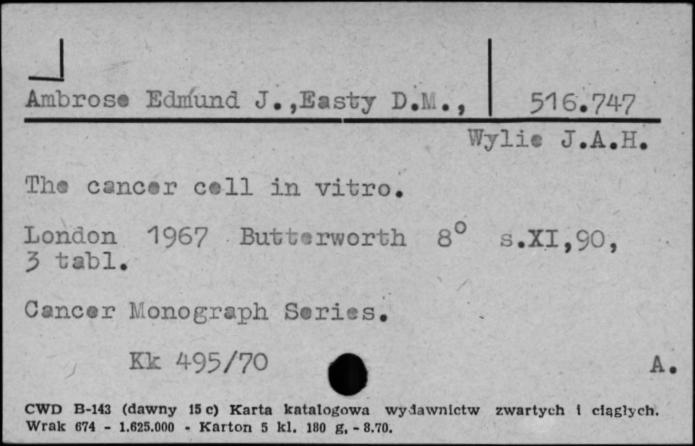 Ambrose Edmund J.,Easty D.M., 516.747
Wylie J.A.H.
The cancer cell in vitro.
London 1967 Butterworth 8° s.XI,90,
3 tabl.
Cancer Monograph Series.
Kk 495/70 A.
CWD B-143 (dawny 15 c) Karta katalogowa wydawnictw zwartych i ciągłych.
Wrak 674 - 1.625.000 - Karton 5 kl. 180 g. - 8.70.